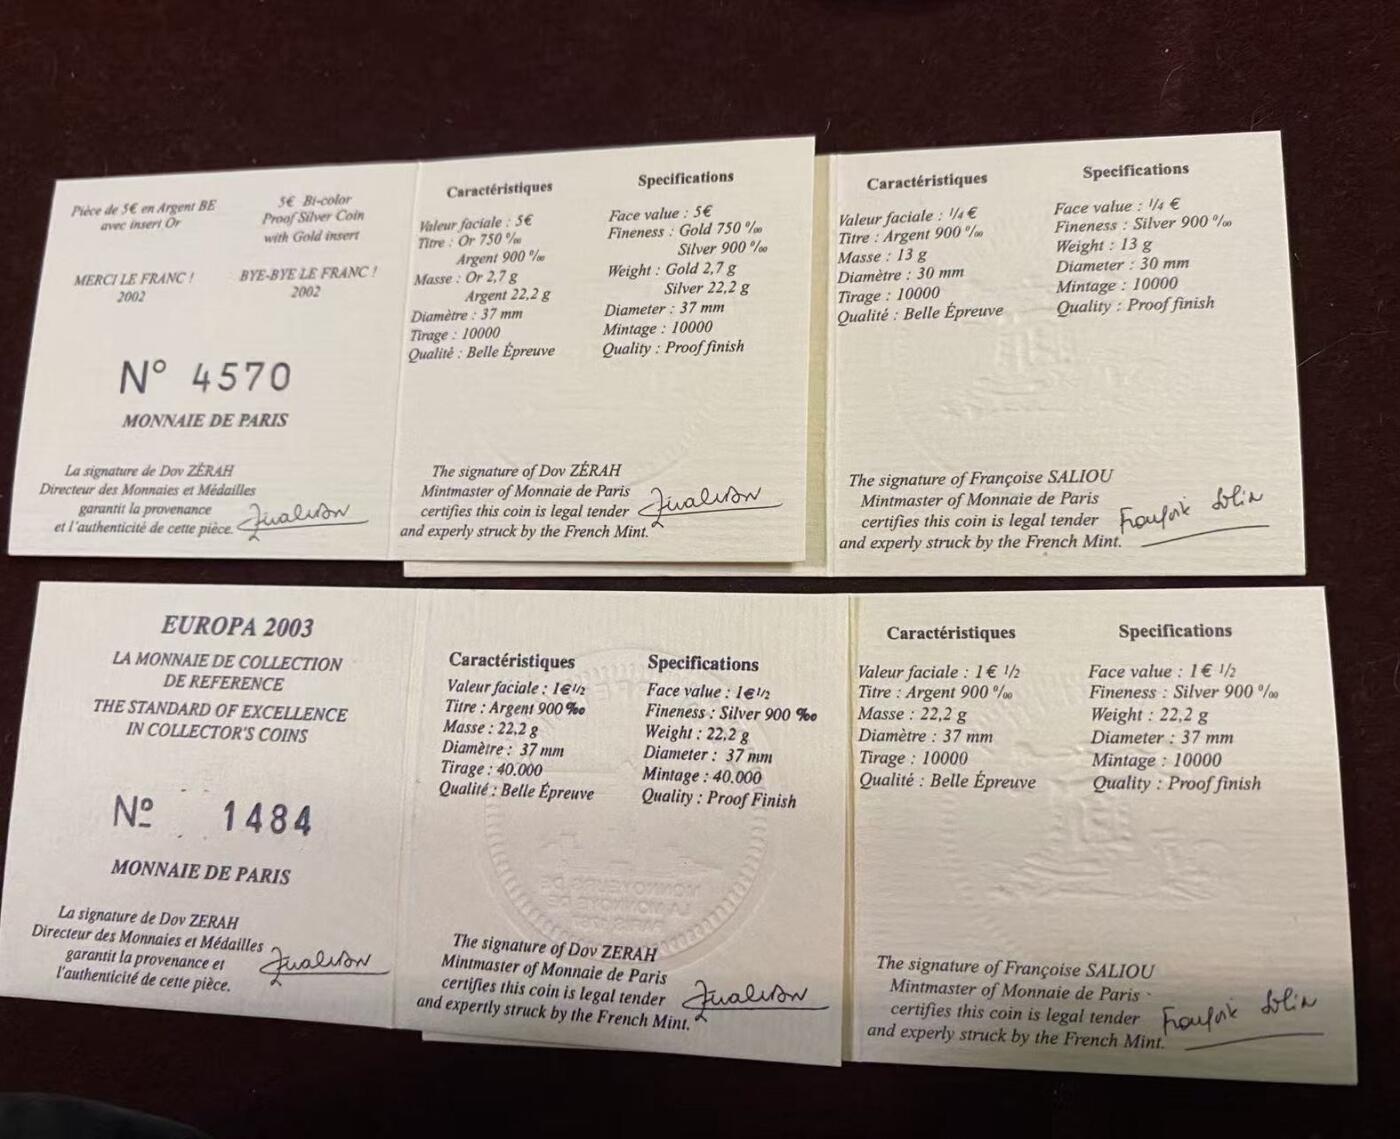 Pièce de 5€ en Argent BE
avec insert Or
5€ Bi-color
Proof Silver Coin
with Gold insert
MERCI LE FRANC !
2002
BYE-BYE LE FRANC !
2002
N° 4570
MONNAIE DE PARIS
La signature de Dov ZÉRAH
Directeur des Monnaies et Médailles
garantit la provenance
et l'authenticité de cette pièce.
Caractéristiques
Valeur faciale : 5€
Titre : Or 750 ‰
Argent 900 ‰
Masse : Or 2,7 g
Argent 22,2 g
Diamètre : 37 mm
Tirage : 10000
Qualité : Belle Épreuve
Specifications
Face value : 5€
Fineness : Gold 750 ‰
Silver 900 ‰
Weight : Gold 2,7 g
Silver 22,2 g
Diameter : 37 mm
Mintage : 10000
Quality : Proof finish
The signature of Dov ZÉRAH
Mintmaster of Monnaie de Paris
certifies this coin is legal tender
and experly struck by the French Mint.
Caractéristiques
Valeur faciale : 1/4 €
Titre : Argent 900 ‰
Masse : 13 g
Diamètre : 30 mm
Tirage : 10000
Qualité : Belle Épreuve
Specifications
Face value : 1/4 €
Fineness : Silver 900 ‰
Weight : 13 g
Diameter : 30 mm
Mintage : 10000
Quality : Proof finish
The signature of Françoise SALIOU
Mintmaster of Monnaie de Paris
certifies this coin is legal tender
and experly struck by the French Mint.
EUROPA 2003
LA MONNAIE DE COLLECTION
DE REFERENCE
THE STANDARD OF EXCELLENCE
IN COLLECTOR'S COINS
Nº 1484
MONNAIE DE PARIS
La signature de Dov ZERAH
Directeur des Monnaies et Médailles
garantit la provenance et
l'authenticité de cette pièce.
Caractéristiques
Valeur faciale : 1€1/2
Titre : Argent 900 ‰
Masse : 22,2 g
Diamètre : 37 mm
Tirage : 40.000
Qualité : Belle Épreuve
Specifications
Face value : 1€1/2
Fineness : Silver 900 ‰
Weight : 22,2 g
Diameter : 37 mm
Mintage : 40.000
Quality : Proof Finish
The signature of Dov ZERAH
Mintmaster of Monnaie de Paris
certifies this coin is legal tender
and expertly struck by the French Mint.
Caractéristiques
Valeur faciale : 1 € 1/2
Titre : Argent 900 ‰
Masse : 22,2 g
Diamètre : 37 mm
Tirage : 10000
Qualité : Belle Épreuve
Specifications
Face value : 1 € 1/2
Fineness : Silver 900 ‰
Weight : 22,2 g
Diameter : 37 mm
Mintage : 10000
Quality : Proof finish
The signature of Françoise SALIOU
Mintmaster of Monnaie de Paris
certifies this coin is legal tender
and experly struck by the French Mint.